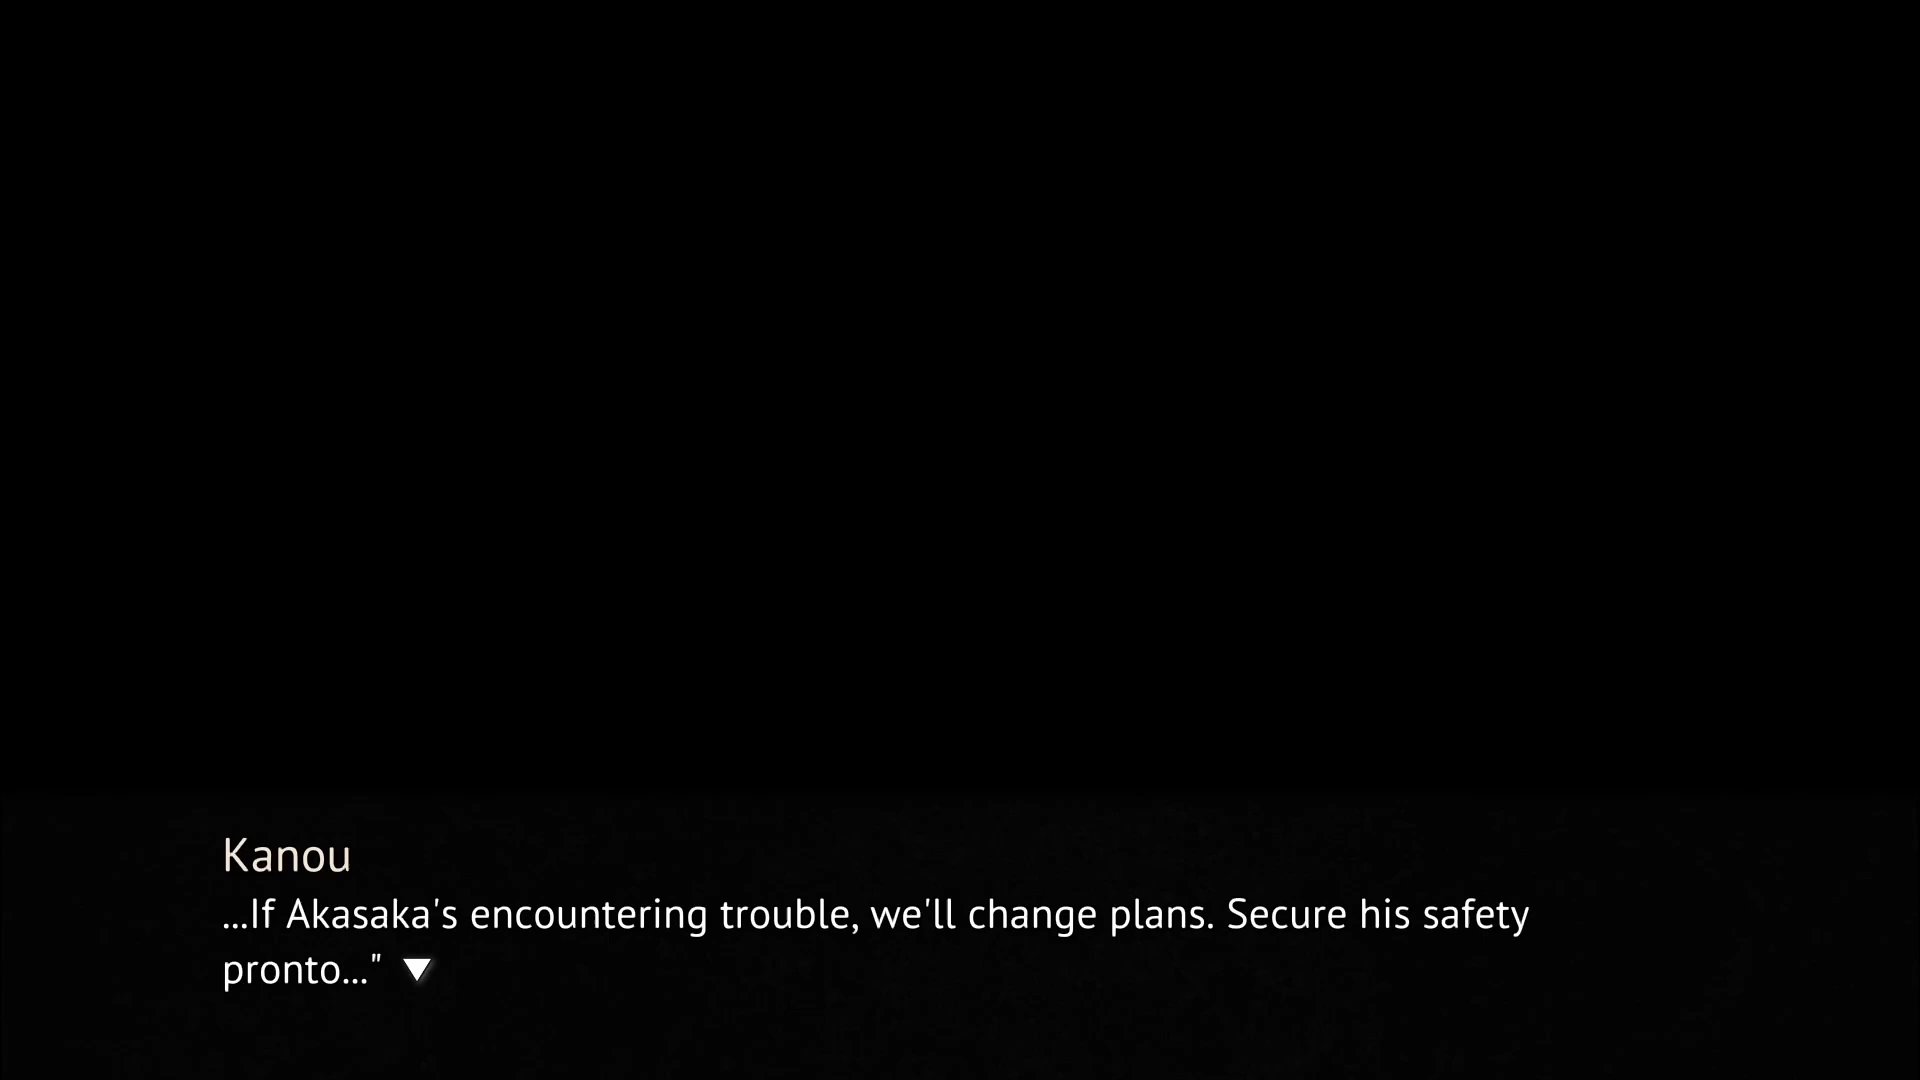 Kanou
...If Akasaka's encountering trouble, we'll change plans. Secure his safety
pronto..."